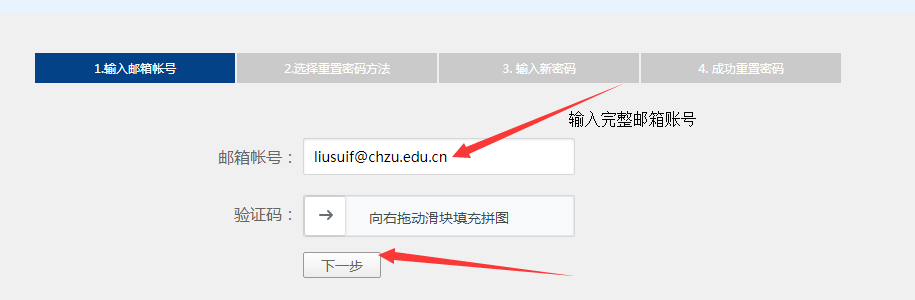 1.输入邮箱帐号 2.选择重置密码方法 3. 输入新密码 4. 成功重置密码
输入完整邮箱账号
邮箱帐号： liusuif@chzu.edu.cn
验证码： 向右拖动滑块填充拼图
下一步